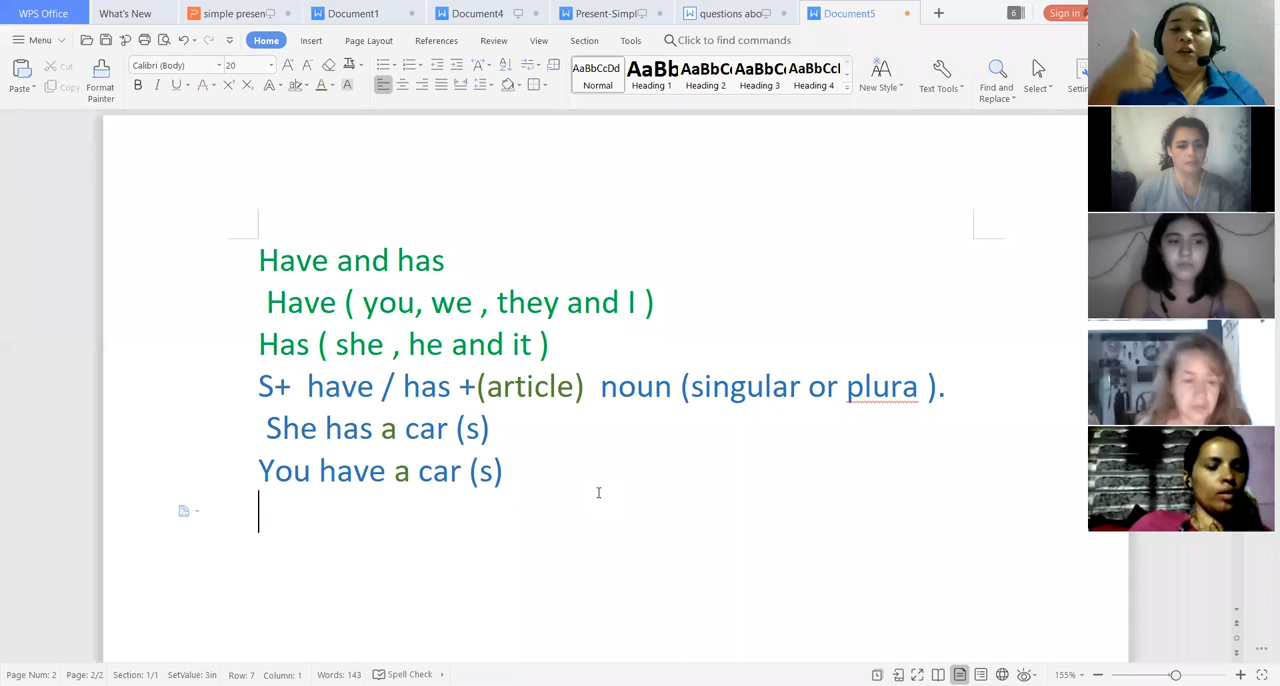 WPS Office What's New simple presen Document1 Document4 Present-Simpl questions abo Document5 + 6 Sign in
Menu Home Insert Page Layout References Review View Section Tools Click to find commands
Paste Cut Copy Format Painter Calibri (Body) 20 AaBbCcDd AaBb AaBbC AaBbC AaBbCcl New Style Text Tools Find and Replace Select Settin
Normal Heading 1 Heading 2 Heading 3 Heading 4
Have and has
Have ( you, we , they and I )
Has ( she , he and it )
S+ have / has +(article) noun (singular or plura ).
She has a car (s)
You have a car (s)
Page Num: 2 Page: 2/2 Section: 1/1 SetValue: 3in Row: 7 Column: 1 Words: 143 Spell Check 155%